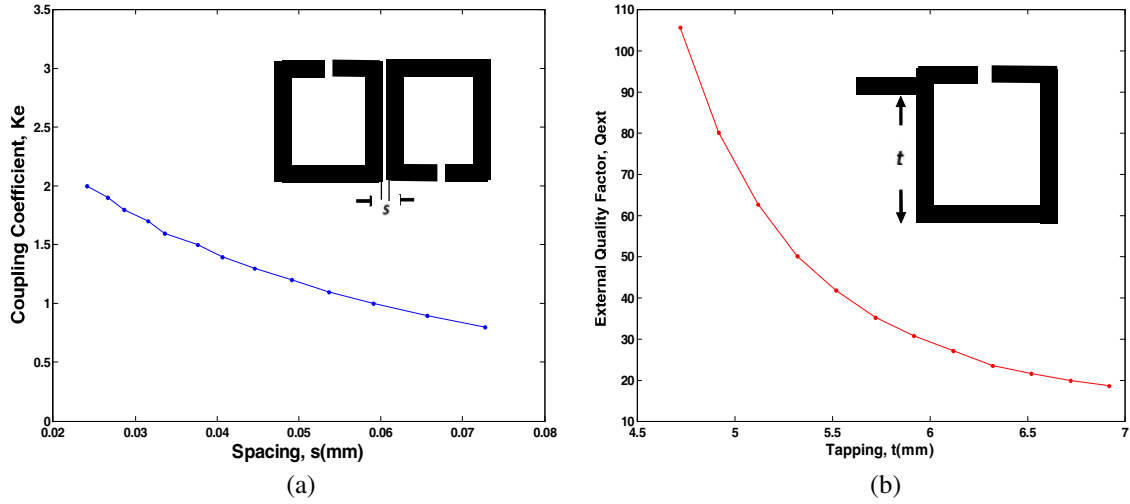 3.5
3
2.5
2
1.5
1
0.5
0
Coupling Coefficient, Ke
s
0.02 0.03 0.04 0.05 0.06 0.07 0.08
Spacing, s(mm)
(a)
110
100
90
80
70
60
50
40
30
20
10
External Quality Factor, Qext
t
4.5 5 5.5 6 6.5 7
Tapping, t(mm)
(b)